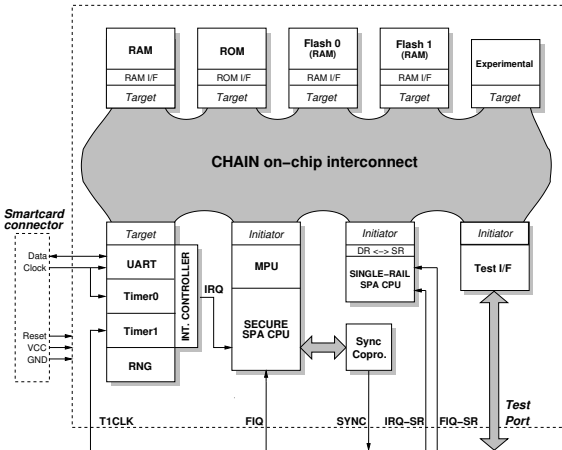 RAM
RAM I/F
Target
ROM
ROM I/F
Target
Flash 0
(RAM)
RAM I/F
Target
Flash 1
(RAM)
RAM I/F
Target
Experimental
Target
CHAIN on-chip interconnect
Smartcard
connector
Data
Clock
Reset
VCC
GND
Target
UART
Timer0
Timer1
RNG
INT. CONTROLLER
IRQ
Initiator
MPU
SECURE
SPA CPU
Initiator
DR <-> SR
SINGLE-RAIL
SPA CPU
Sync
Copro.
Initiator
Test I/F
T1CLK
FIQ
SYNC
IRQ-SR
FIQ-SR
Test
Port